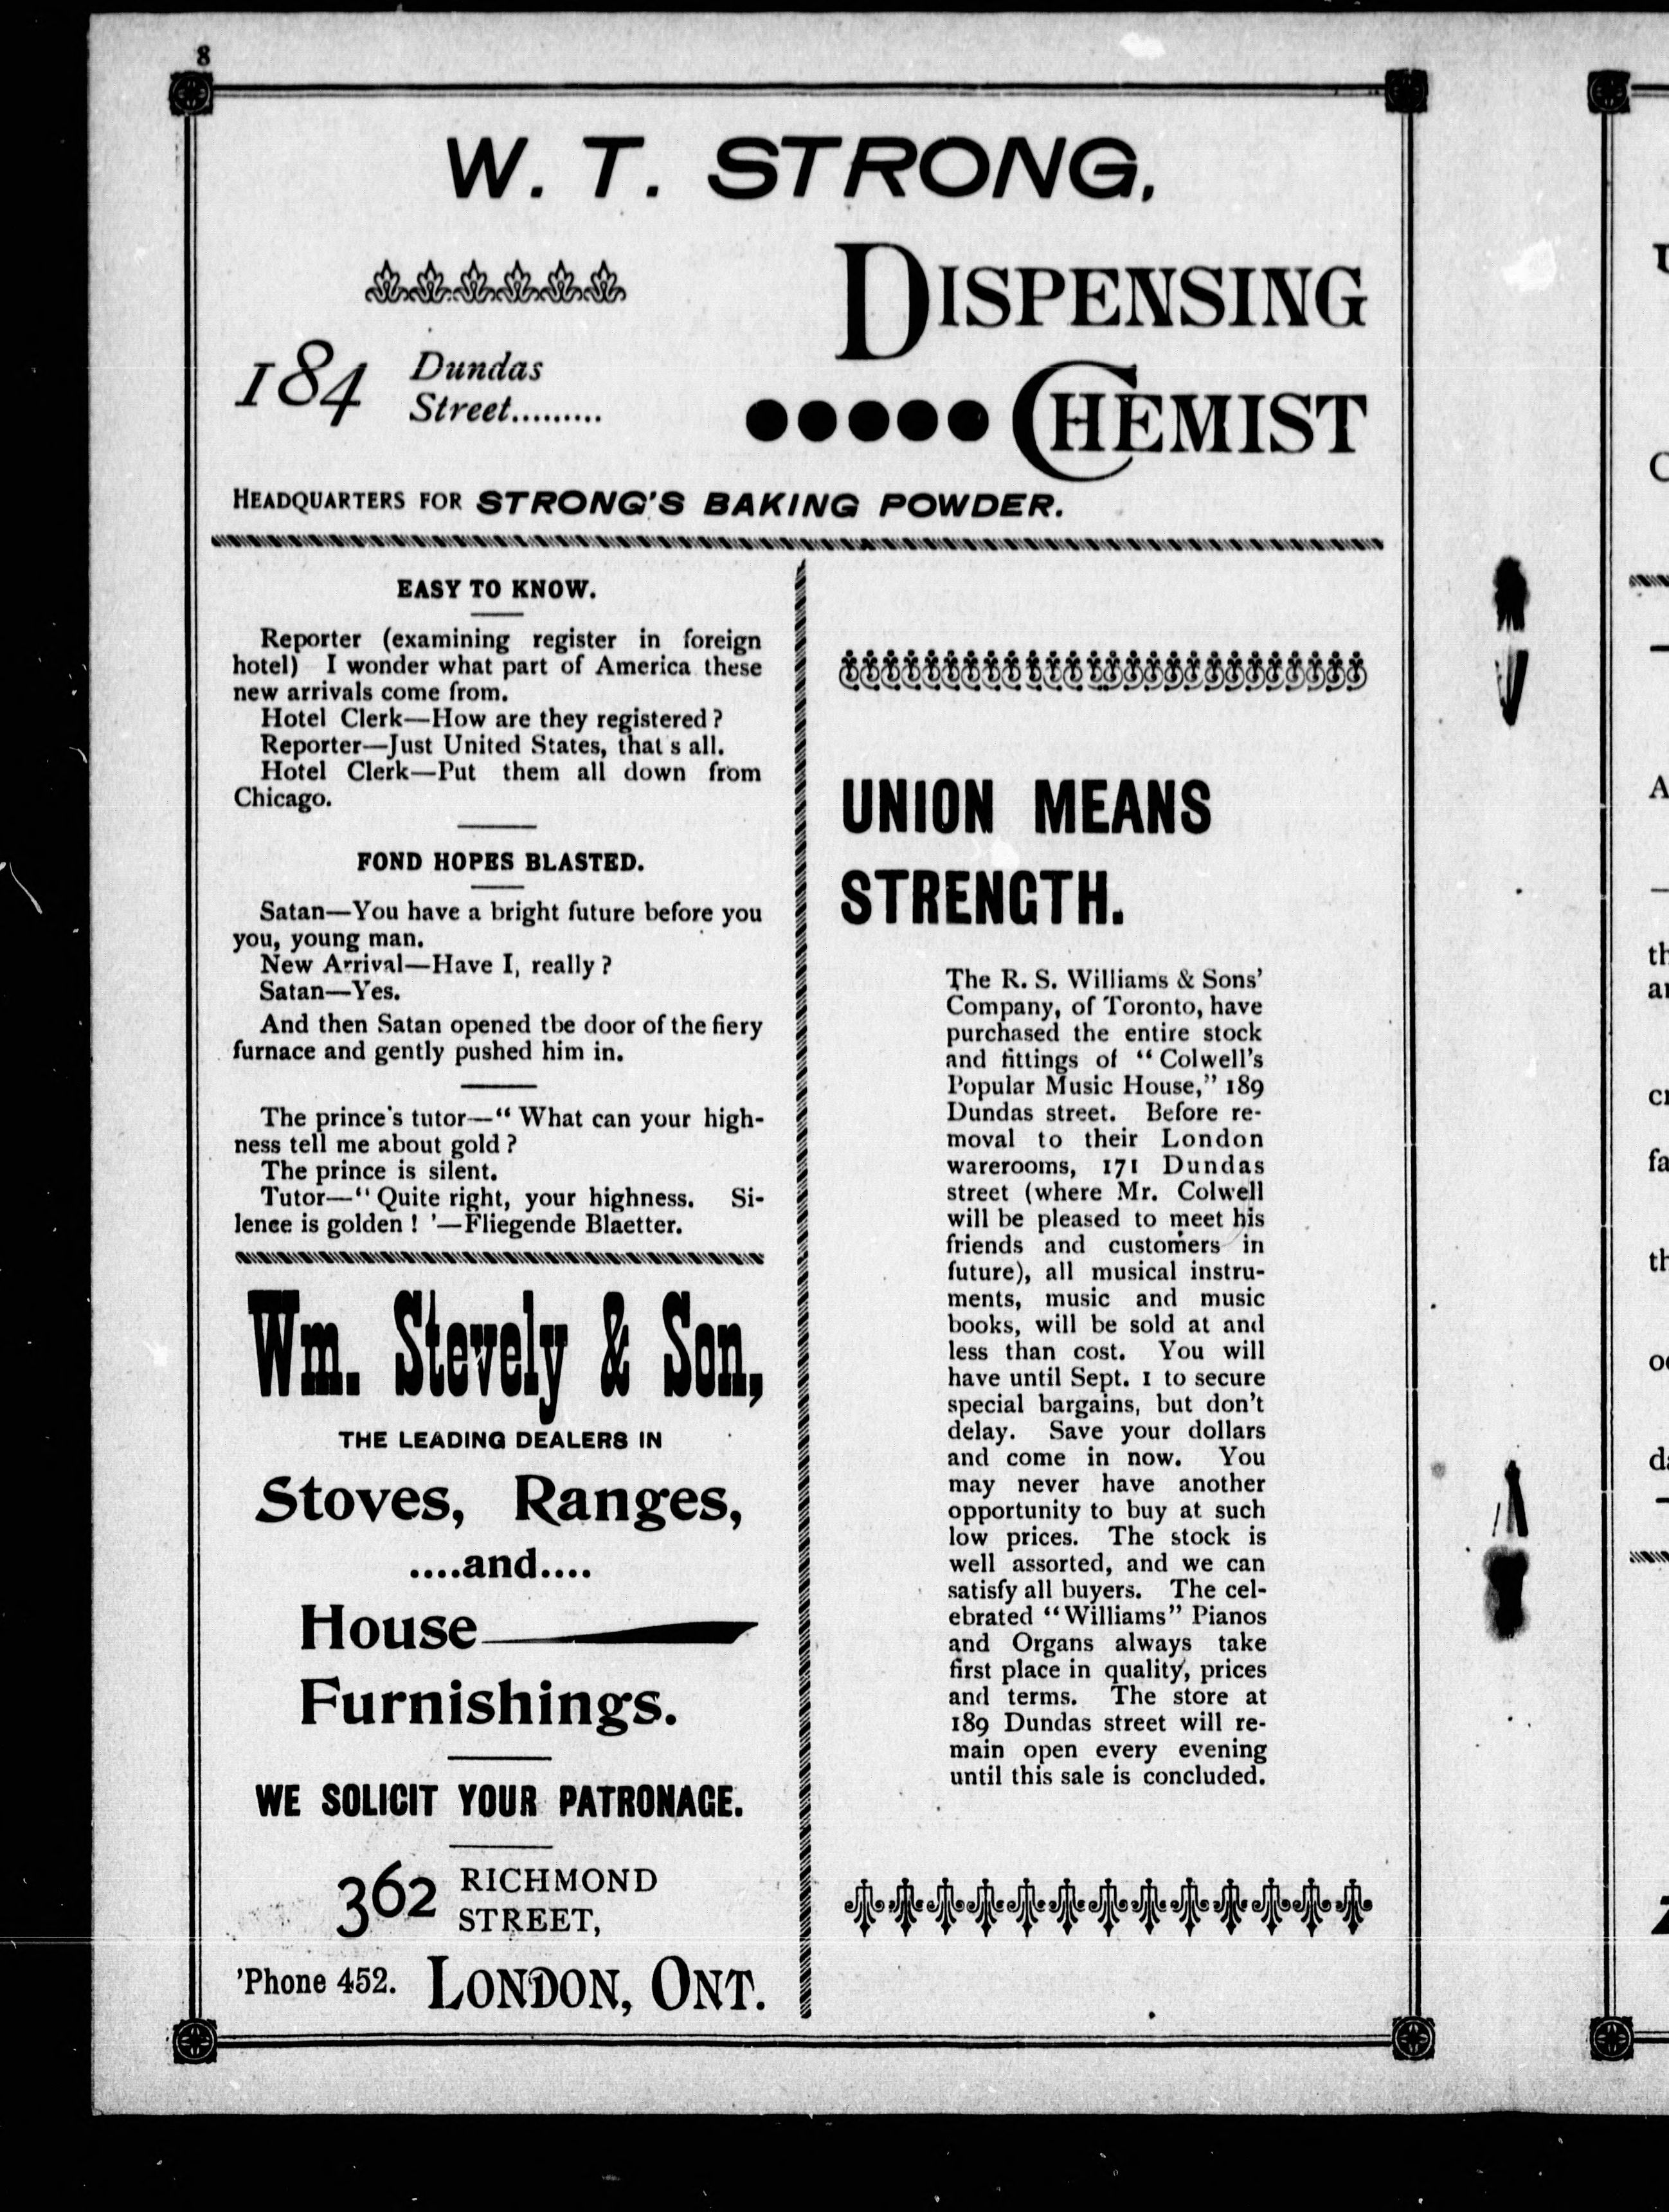 8
W. T. STRONG,
184 Dundas
Street.........
DISPENSING
CHEMIST
HEADQUARTERS FOR STRONG'S BAKING POWDER.
EASY TO KNOW.
Reporter (examining register in foreign
hotel) I wonder what part of America these
new arrivals come from.
Hotel Clerk—How are they registered?
Reporter—Just United States, that s all.
Hotel Clerk—Put them all down from
Chicago.
FOND HOPES BLASTED.
Satan—You have a bright future before you
you, young man.
New Arrival—Have I, really?
Satan—Yes.
And then Satan opened tbe door of the fiery
furnace and gently pushed him in.
The prince's tutor—“ What can your high-
ness tell me about gold?
The prince is silent.
Tutor—“ Quite right, your highness. Si-
lence is golden ! ’—Fliegende Blaetter.
Wm. Stevely & Son,
THE LEADING DEALERS IN
Stoves, Ranges,
....and....
House
Furnishings.
WE SOLICIT YOUR PATRONAGE.
362 RICHMOND
STREET,
'Phone 452. LONDON, ONT.
UNION MEANS
STRENGTH.
The R. S. Williams & Sons’
Company, of Toronto, have
purchased the entire stock
and fittings of “ Colwell's
Popular Music House,” 189
Dundas street. Before re-
moval to their London
warerooms, 171 Dundas
street (where Mr. Colwell
will be pleased to meet his
friends and customers in
future), all musical instru-
ments, music and music
books, will be sold at and
less than cost. You will
have until Sept. 1 to secure
special bargains, but don't
delay. Save your dollars
and come in now. You
may never have another
opportunity to buy at such
low prices. The stock is
well assorted, and we can
satisfy all buyers. The cel-
ebrated “Williams” Pianos
and Organs always take
first place in quality, prices
and terms. The store at
189 Dundas street will re-
main open every evening
until this sale is concluded.